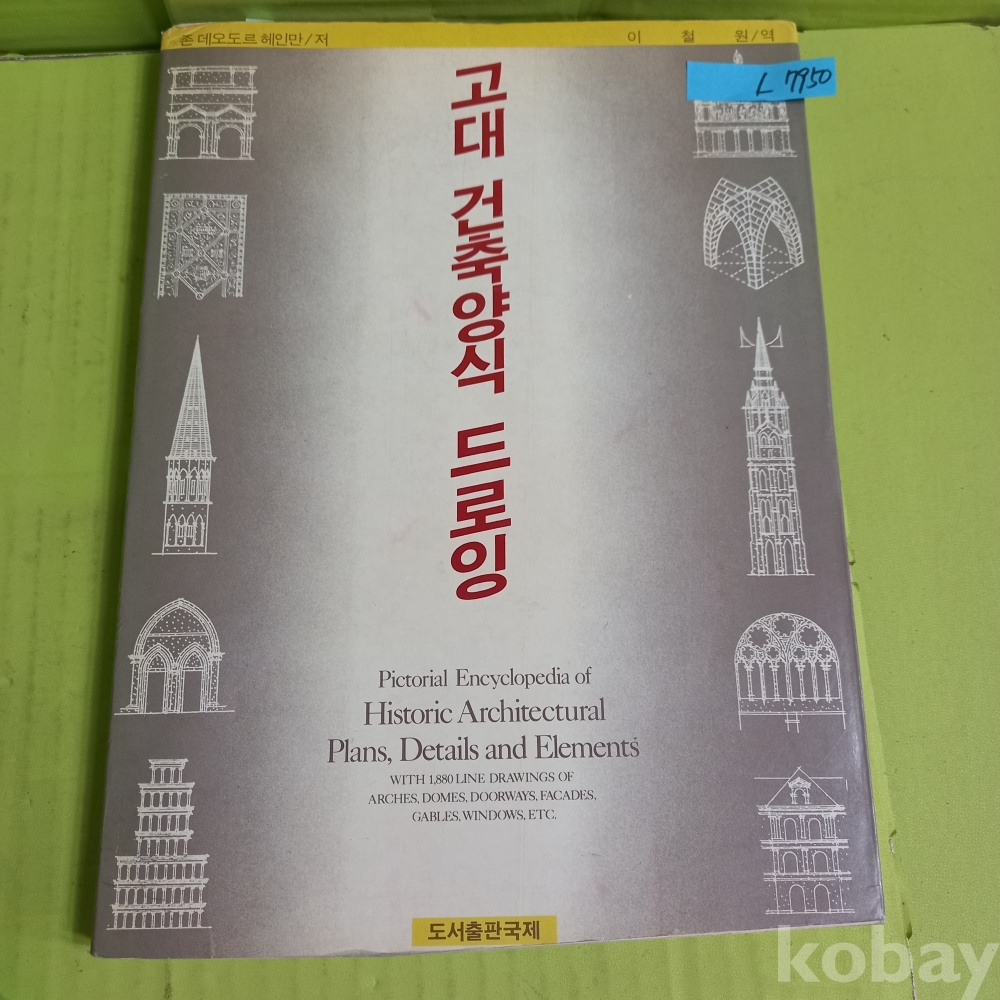 존 데오도르 헤인만/저
이 철 원/역
L 7950
고대 건축양식 드로잉
Pictorial Encyclopedia of
Historic Architectural
Plans, Details and Elements
WITH 1,880 LINE DRAWINGS OF
ARCHES, DOMES, DOORWAYS, FACADES,
GABLES, WINDOWS, ETC.
도서출판국제
kobay